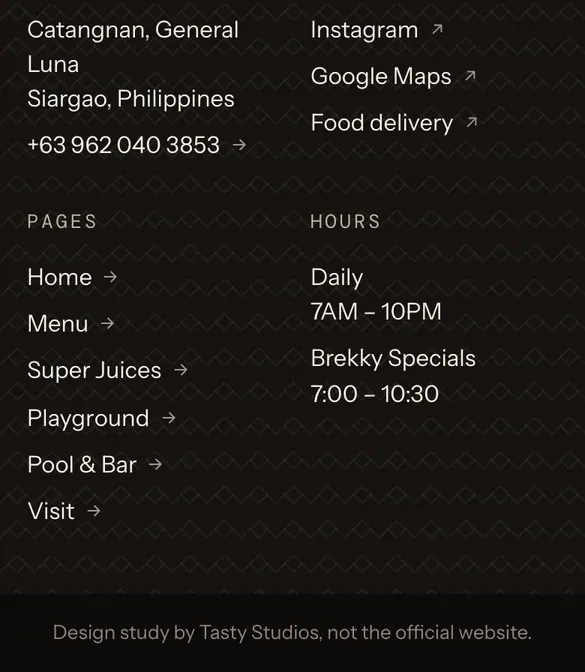 Catangnan, General
Luna
Siargao, Philippines
+63 962 040 3853 →
Instagram ↗
Google Maps ↗
Food delivery ↗
PAGES
Home →
Menu →
Super Juices →
Playground →
Pool & Bar →
Visit →
HOURS
Daily
7AM – 10PM
Brekky Specials
7:00 – 10:30
Design study by Tasty Studios, not the official website.